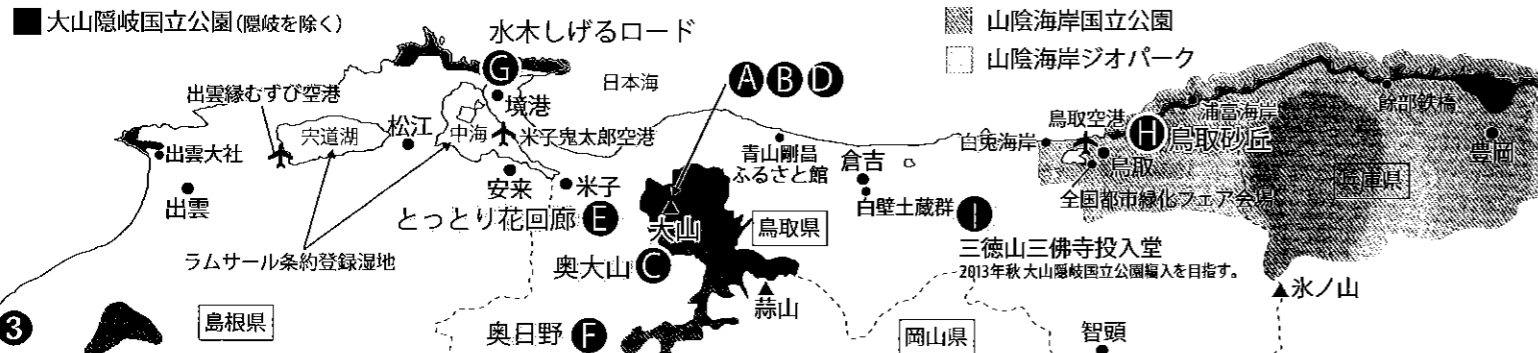 大山隠岐国立公園(隠岐を除く)
山陰海岸国立公園
山陰海岸ジオパーク
水木しげるロード
G
境港
日本海
A B D
出雲縁むすび空港
宍道湖
松江
中海
米子鬼太郎空港
出雲大社
出雲
安来
米子
青山剛昌
ふるさと館
倉吉
白壁土蔵群
白兎海岸
鳥取空港
浦富海岸
餘部鉄橋
H 鳥取砂丘
鳥取
豊岡
兵庫県
全国都市緑化フェア会場
とっとり花回廊 E
大山
鳥取県
I
三徳山三佛寺投入堂
2013年秋 大山隠岐国立公園編入を目指す。
ラムサール条約登録湿地
奥大山 C
蒜山
氷ノ山
3
島根県
奥日野 F
岡山県
智頭